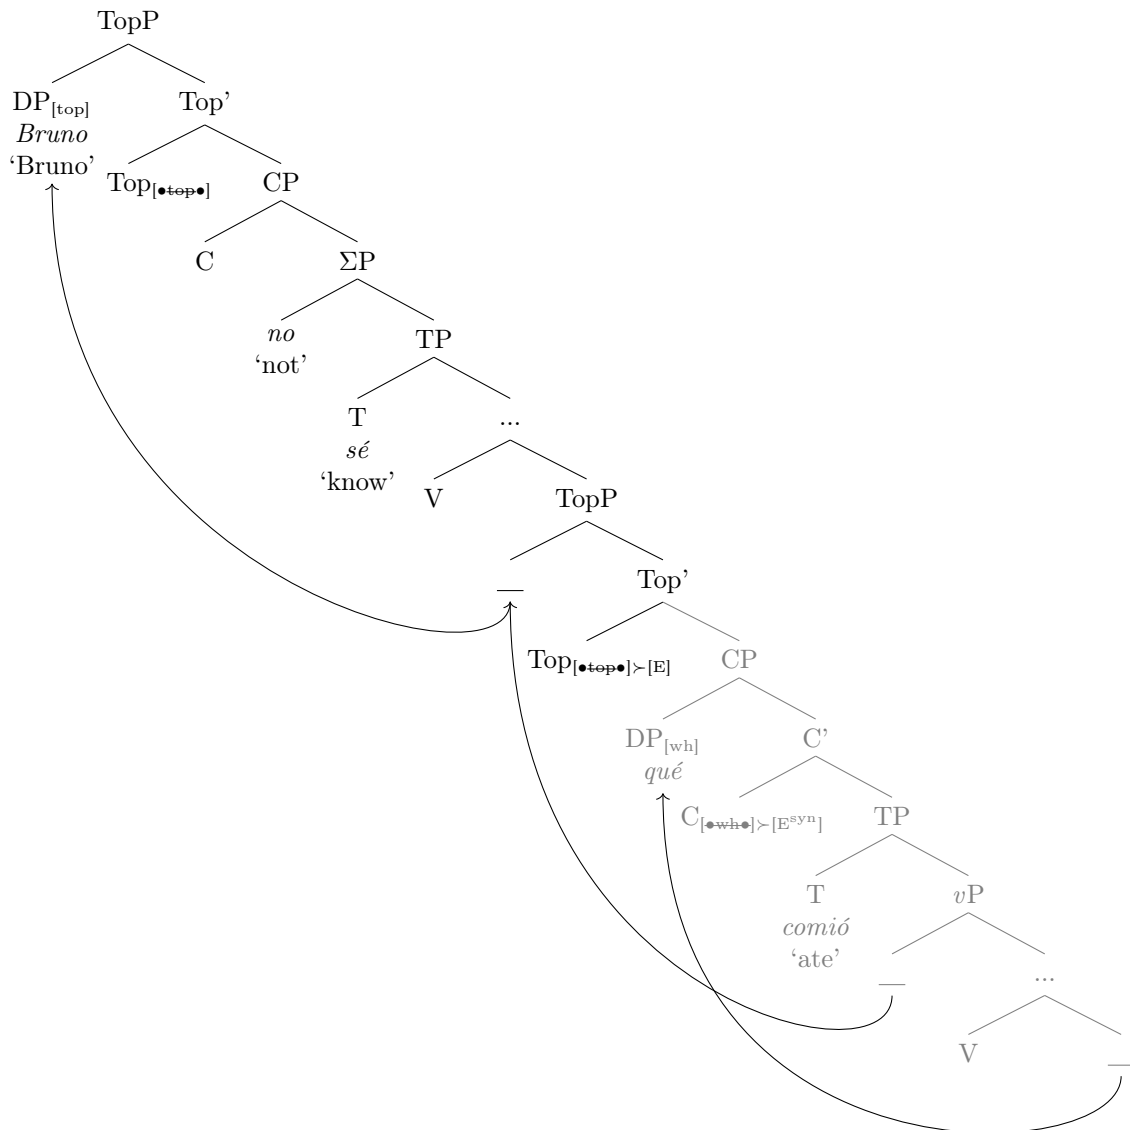 TopP
DP[top] Top’
Bruno
‘Bruno’
Top[•top•] CP
C ΣP
no TP
‘not’
T ...
sé
‘know’
V TopP
— Top’
Top[•top•]≻[E] CP
DP[wh] C’
qué
C[•wh•]≻[Esyn] TP
T vP
comió
‘ate’
— ...
V —